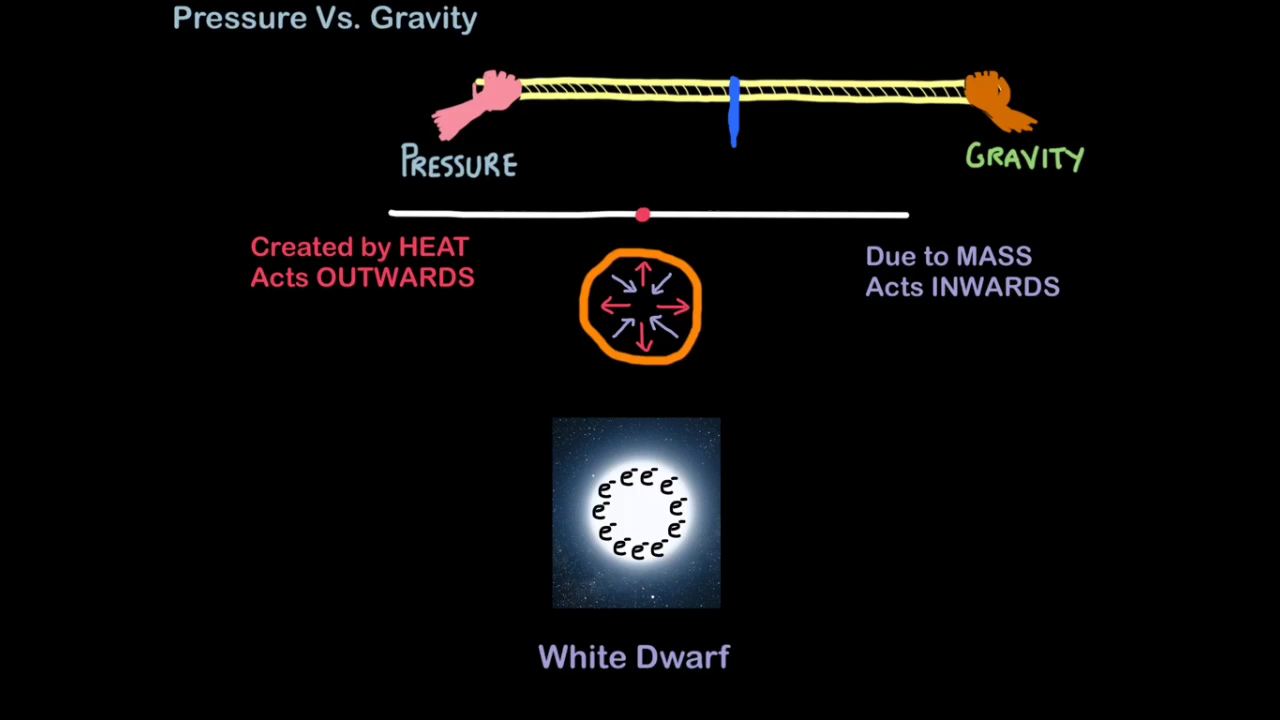 Pressure Vs. Gravity
PRESSURE
GRAVITY
Created by HEAT
Acts OUTWARDS
Due to MASS
Acts INWARDS
e⁻ e⁻ e⁻ e⁻ e⁻ e⁻ e⁻ e⁻ e⁻ e⁻ e⁻
White Dwarf